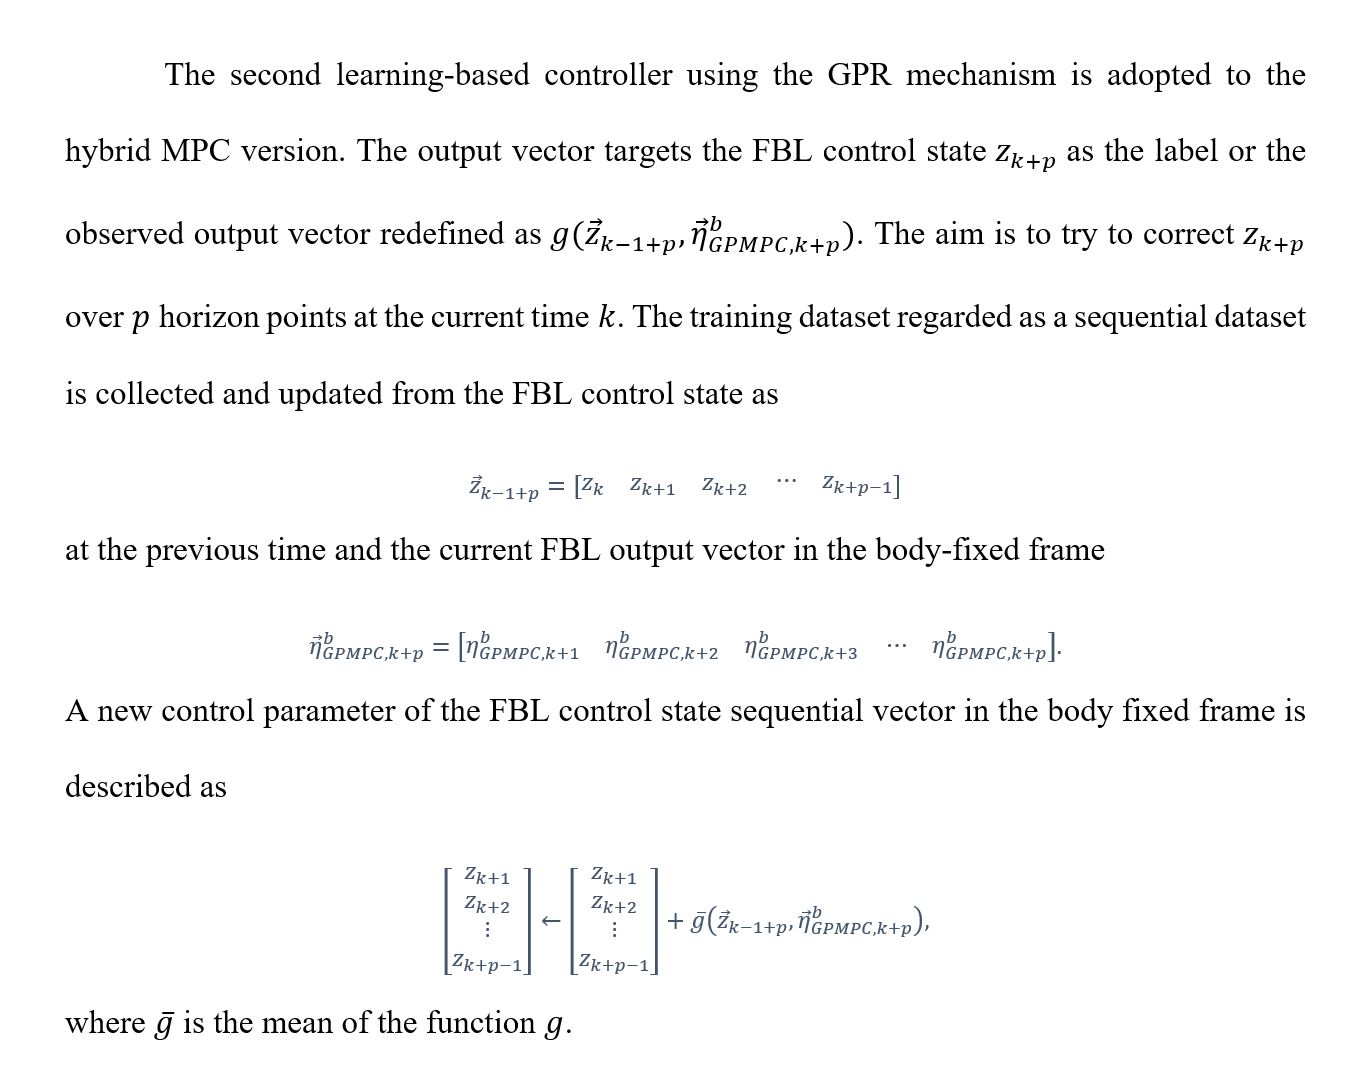 The second learning-based controller using the GPR mechanism is adopted to the
hybrid MPC version. The output vector targets the FBL control state $z_{k+p}$ as the label or the
observed output vector redefined as $g(\vec{z}_{k-1+p}, \vec{\eta}^b_{GPMPC,k+p})$. The aim is to try to correct $z_{k+p}$
over $p$ horizon points at the current time $k$. The training dataset regarded as a sequential dataset
is collected and updated from the FBL control state as
$\vec{z}_{k-1+p} = [z_k \quad z_{k+1} \quad z_{k+2} \quad \cdots \quad z_{k+p-1}]$
at the previous time and the current FBL output vector in the body-fixed frame
$\vec{\eta}^b_{GPMPC,k+p} = [\eta^b_{GPMPC,k+1} \quad \eta^b_{GPMPC,k+2} \quad \eta^b_{GPMPC,k+3} \quad \cdots \quad \eta^b_{GPMPC,k+p}].$
A new control parameter of the FBL control state sequential vector in the body fixed frame is
described as
$\begin{bmatrix} z_{k+1} \\ z_{k+2} \\ \vdots \\ z_{k+p-1} \end{bmatrix} \leftarrow \begin{bmatrix} z_{k+1} \\ z_{k+2} \\ \vdots \\ z_{k+p-1} \end{bmatrix} + \bar{g}(\vec{z}_{k-1+p}, \vec{\eta}^b_{GPMPC,k+p}),$
where $\bar{g}$ is the mean of the function $g$.